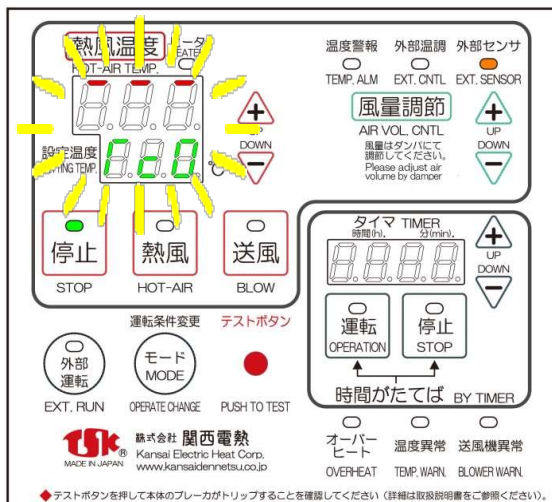 熱風温度
HOT-AIR TEMP.
温度警報 外部温調 外部センサ
TEMP. ALM EXT. CNTL EXT. SENSOR
+
UP
DOWN
−
風量調節
AIR VOL. CNTL
風量はダンパにて
調節してください。
Please adjust air
volume by damper
+
UP
DOWN
−
設定温度
℃
停止 熱風 送風
STOP HOT-AIR BLOW
タイマ TIMER
時間(h). 分(min).
+
UP
DOWN
−
運転 停止
OPERATION STOP
時間がたてば BY TIMER
運転条件変更 テストボタン
外部
運転
モード
MODE
EXT. RUN OPERATE CHANGE PUSH TO TEST
オーバー
ヒート
温度異常 送風機異常
OVERHEAT TEMP. WARN. BLOWER WARN.
TSK ®
MADE IN JAPAN
株式会社 関西電熱
Kansai Electric Heat Corp.
www.kansaidennetsu.co.jp
◆テストボタンを押して本体のブレーカがトリップすることを確認してください(詳細は取扱説明書をご参照ください)。